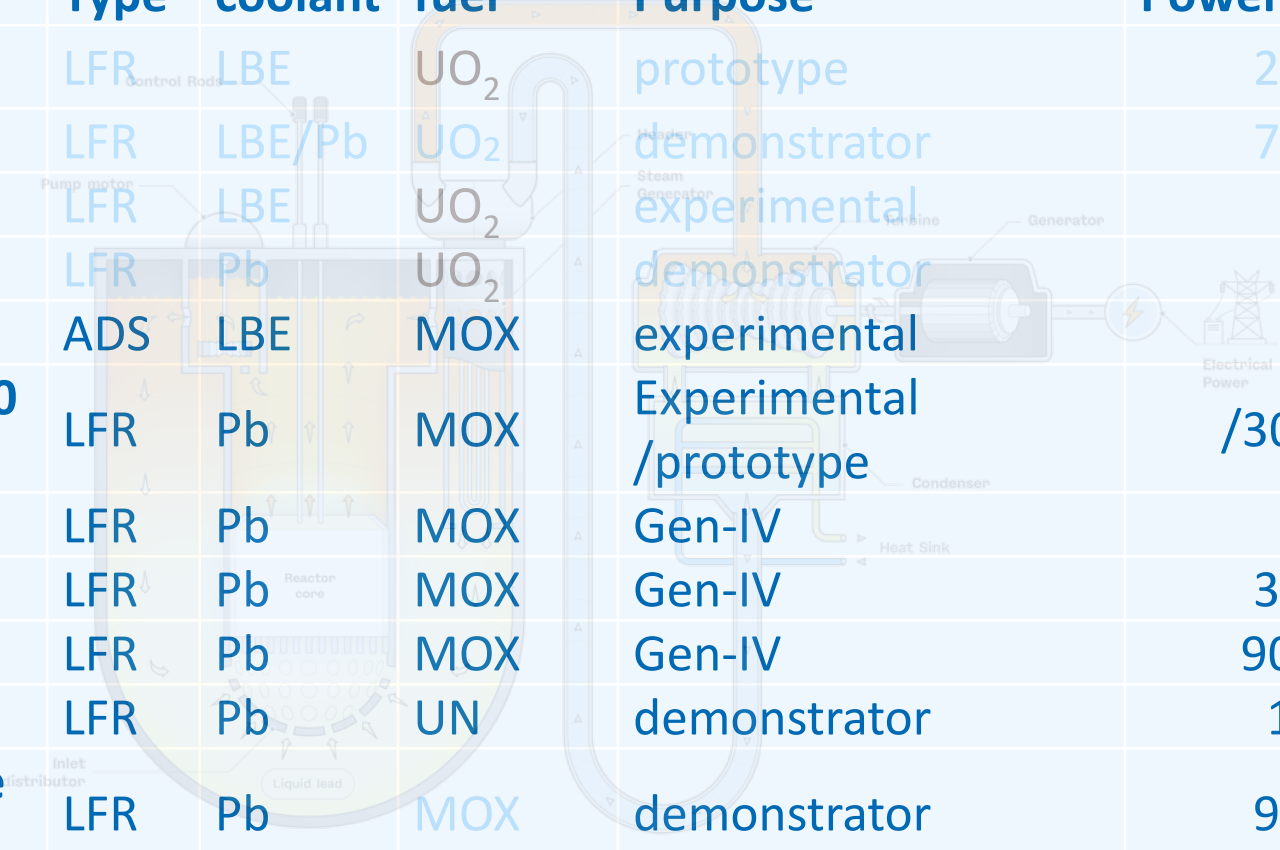 Type coolant fuel Purpose Power
LFR LBE UO₂ prototype 2
LFR LBE/Pb UO₂ demonstrator 7
LFR LBE UO₂ experimental
LFR Pb UO₂ demonstrator
ADS LBE MOX experimental
0 LFR Pb MOX Experimental /30
/prototype
LFR Pb MOX Gen-IV
LFR Pb MOX Gen-IV 3
LFR Pb MOX Gen-IV 90
LFR Pb UN demonstrator 1
e LFR Pb MOX demonstrator 9
Control Rods
Header
Pump motor
Steam
Generator
Turbine
Generator
Electrical
Power
Condenser
Heat Sink
Reactor
core
Inlet
distributor
Liquid lead